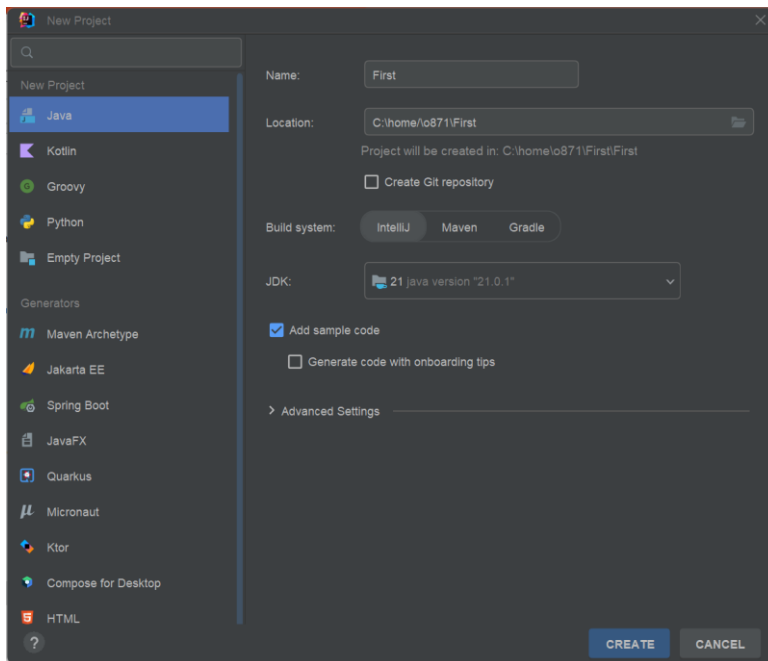 New Project
New Project
Java
Kotlin
Groovy
Python
Empty Project
Generators
Maven Archetype
Jakarta EE
Spring Boot
JavaFX
Quarkus
Micronaut
Ktor
Compose for Desktop
HTML
?
Name: First
Location: C:\home/\o871\First
Project will be created in: C:\home\o871\First\First
Create Git repository
Build system: IntelliJ Maven Gradle
JDK: 21 java version "21.0.1"
Add sample code
Generate code with onboarding tips
Advanced Settings
CREATE CANCEL